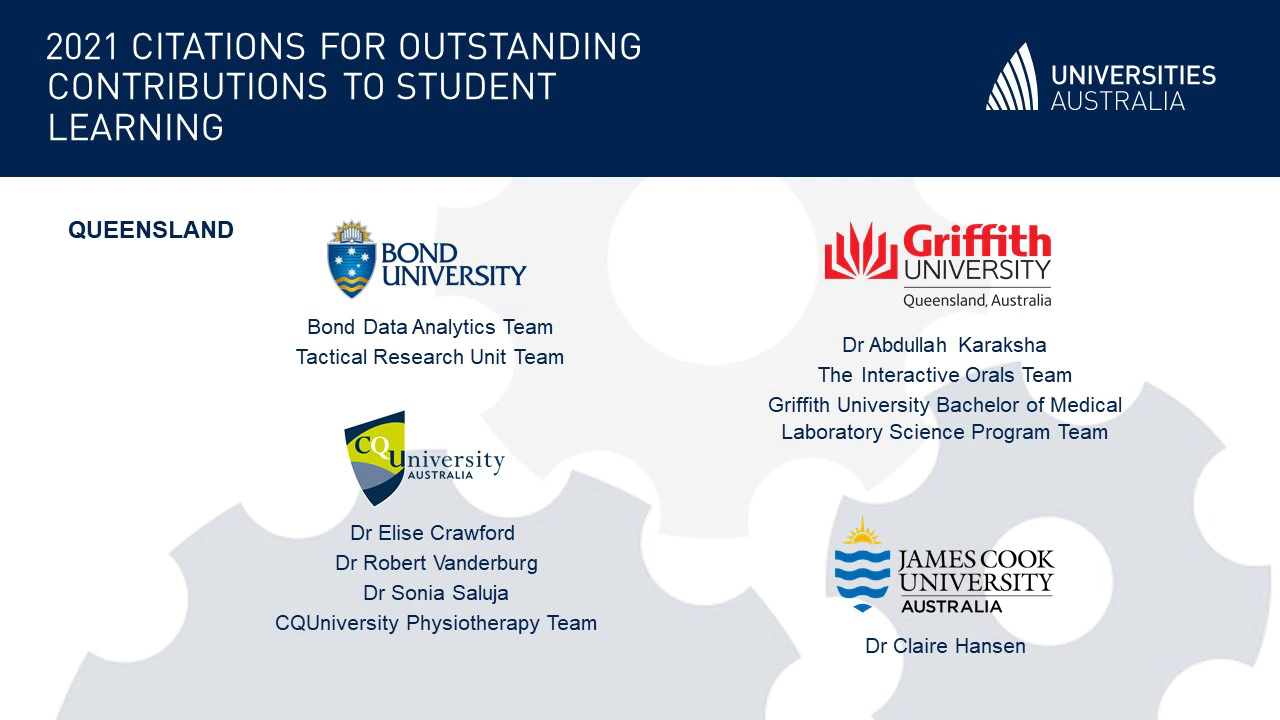 2021 CITATIONS FOR OUTSTANDING
CONTRIBUTIONS TO STUDENT
LEARNING
UNIVERSITIES
AUSTRALIA
QUEENSLAND
BOND
UNIVERSITY
Bond Data Analytics Team
Tactical Research Unit Team
CQUniversity
AUSTRALIA
Dr Elise Crawford
Dr Robert Vanderburg
Dr Sonia Saluja
CQUniversity Physiotherapy Team
Griffith
UNIVERSITY
Queensland, Australia
Dr Abdullah Karaksha
The Interactive Orals Team
Griffith University Bachelor of Medical
Laboratory Science Program Team
JAMES COOK
UNIVERSITY
AUSTRALIA
Dr Claire Hansen